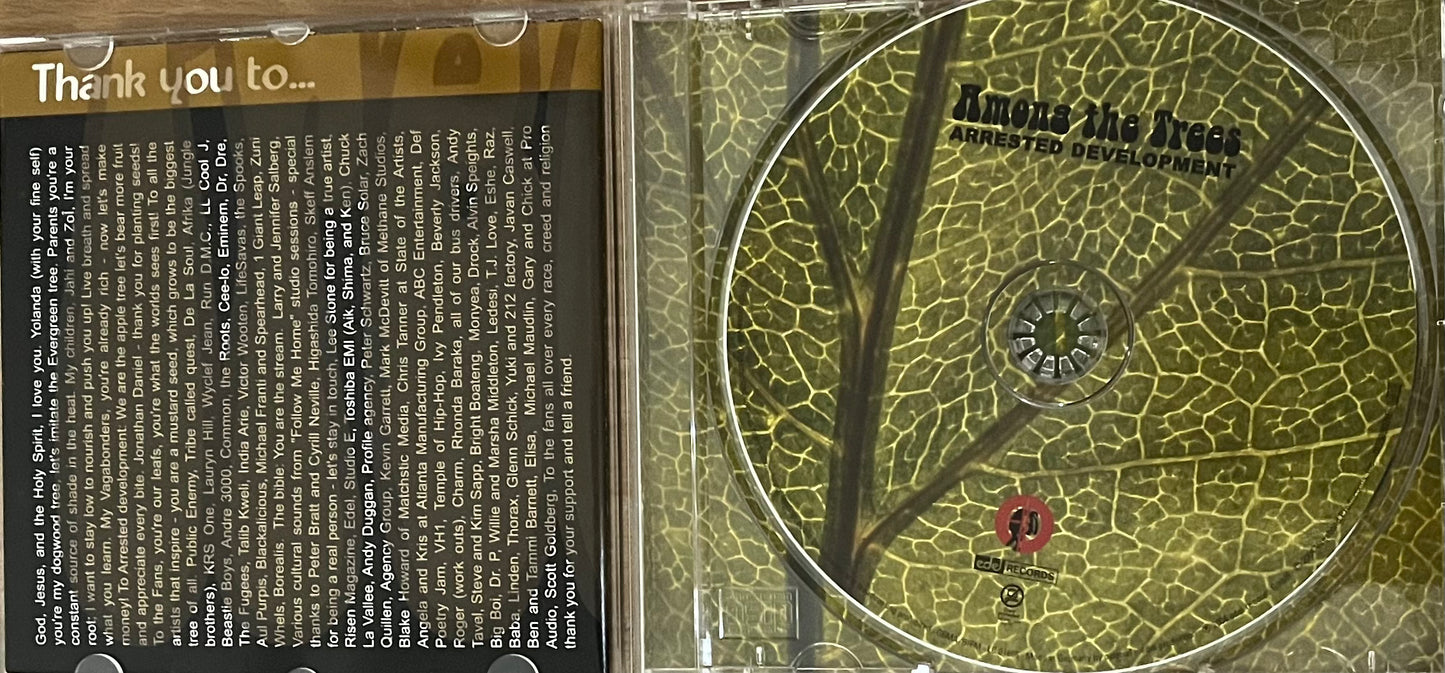 Thank you to...
God, Jesus, and the Holy Spirit, I love you. Yolanda (with your fine self)
you're my dogwood tree, let's imitate the Evergreen tree, Parents you're a
constant source of shade in the heat. My children, Jahi and Zoi, I'm your
root; I want to stay low to nourish and push you up! Live breath and spread
what you learn. My Vagabonders, you're already rich - now let's make
money! To Arrested development: We are the apple tree let's bear more fruit
and appreciate every bite. Jonathan Daniel - thank you for planting seeds!
To the Fans, you're our leafs, you're what the worlds sees first! To all the
artists that inspire - you are a mustard seed, which grows to be the biggest
tree of all. Public Enemy, Tribe called quest, De La Soul, Afrika (Jungle
brothers), KRS One, Lauryn Hill, Wyclef Jean, Run D.M.C., LL Cool J,
Beastie Boys, Andre 3000, Common, the Roots, Cee-lo, Eminem, Dr, Dre,
The Fugees, Talib Kweli, India Arie, Victor Wooten, LifeSavas, the Spooks,
Aul Purpis, Blackalicious, Michael Franti and Spearhead, 1 Giant Leap, Zuni
Whels, Borealis. The bible: You are the stream. Larry and Jennifer Salberg,
Various cultural sounds from "Follow Me Home" studio sessions - special
thanks to Peter Bratt and Cyrill Neville, Higashida Tomohiro, Skeff Anslem
for being a real person - let's stay in touch, Lee Stone for being a true artist,
Risen Magazine, Edel, Studio E, Toshiba EMI (Aik, Shima, and Ken), Chuck
La Vallee, Andy Duggan, Profile agency, Peter Schwartz, Bruce Solar, Zach
Quillen, Agency Group, Kevin Garrett, Mark McDevitt of Methane Studios,
Blake Howard of Matchstic Media, Chris Tanner at State of the Artists,
Angela and Kris at Atlanta Manufacturing Group, ABC Entertainment, Def
Poetry Jam, VH1, Temple of Hip-Hop, Ivy Pendleton, Beverly Jackson,
Roger (work outs), Charm, Rhonda Baraka, all of our bus drivers, Andy
Tavel, Steve and Kirn Sapp, Bright Boateng, Monyea, Drock, Alvin Speights,
Big Boi, Dr. P, Willie and Marsha Middleton, Ledesi, T.J. Love, Eshe, Raz,
Baba, Linden, Thorax, Glenn Schick, Yuki and 212 factory, Javan Caswell,
Ben and Tammi Barnett, Elisa, Michael Maudlin, Gary and Chick at Pro
Audio, Scott Goldberg, To the fans all over every race, creed and religion
thank you for your support and tell a friend.
Among the Trees
ARRESTED DEVELOPMENT
edel RECORDS